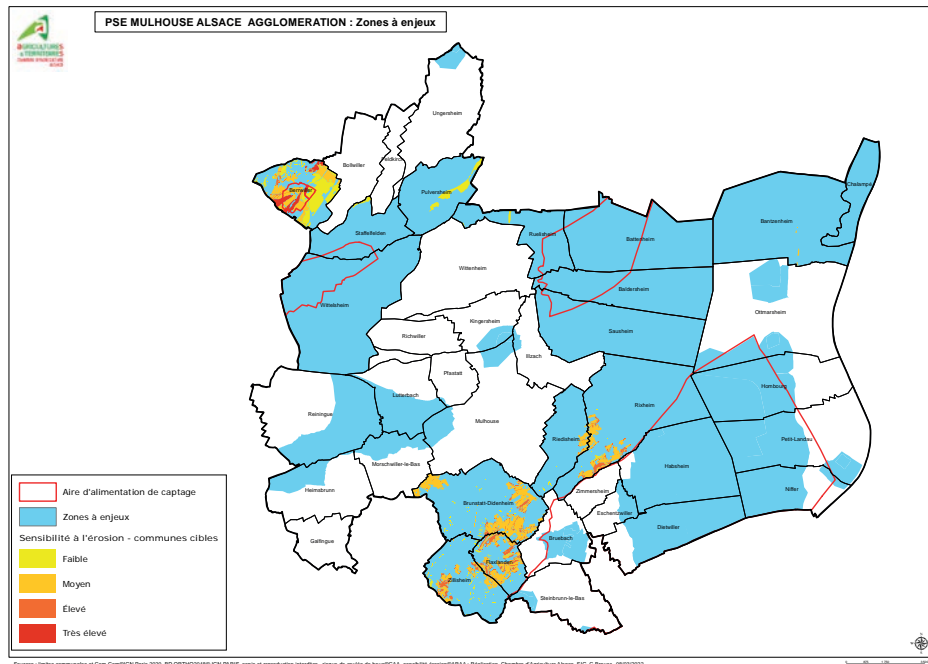 PSE MULHOUSE ALSACE AGGLOMERATION : Zones à enjeux
AGRICULTURES
& TERRITOIRES
Ungersheim
Bollwiller
Feldkirch
Berrwiller
Pulversheim
Chalampé
Bantzenheim
Staffelfelden
Ruelisheim
Battenheim
Wittenheim
Baldersheim
Wittelsheim
Ottmarsheim
Kingersheim
Sausheim
Richwiller
Illzach
Pfastatt
Hombourg
Lutterbach
Rixheim
Reiningue
Mulhouse
Riedisheim
Petit-Landau
Morschwiller-le-Bas
Habsheim
Heimsbrunn
Niffer
Zimmersheim
Brunstatt-Didenheim
Eschentzwiller
Dietwiller
Galfingue
Bruebach
Flaxlanden
Zillisheim
Steinbrunn-le-Bas
Aire d'alimentation de captage
Zones à enjeux
Sensibilité à l'érosion - communes cibles
Faible
Moyen
Élevé
Très élevé